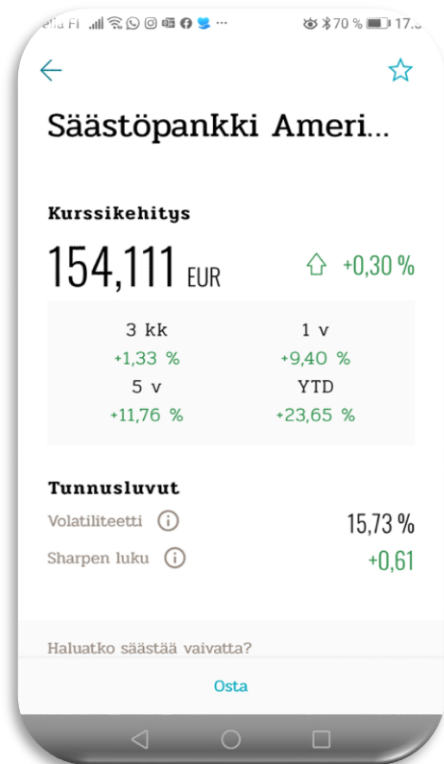 FI 70 %
Säästöpankki Ameri...
Kurssikehitys
154,111 EUR +0,30 %
3 kk 1 v
+1,33 % +9,40 %
5 v YTD
+11,76 % +23,65 %
Tunnusluvut
Volatiliteetti 15,73 %
Sharpen luku +0,61
Haluatko säästää vaivatta?
Osta